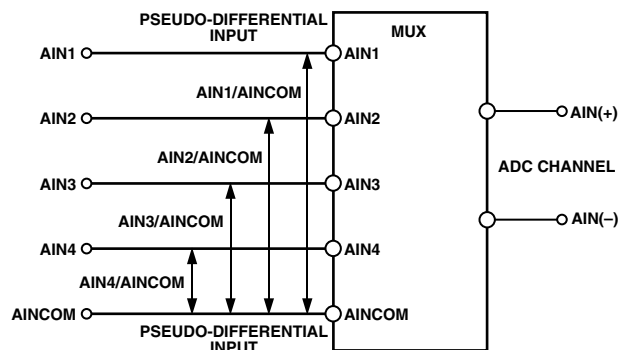 PSEUDO-DIFFERENTIAL
INPUT
MUX
AIN1
AIN1
AIN1/AINCOM
AIN2
AIN2
AIN(+)
AIN2/AINCOM
ADC CHANNEL
AIN3
AIN3
AIN3/AINCOM
AIN(–)
AIN4
AIN4
AIN4/AINCOM
AINCOM
AINCOM
PSEUDO-DIFFERENTIAL
INPUT